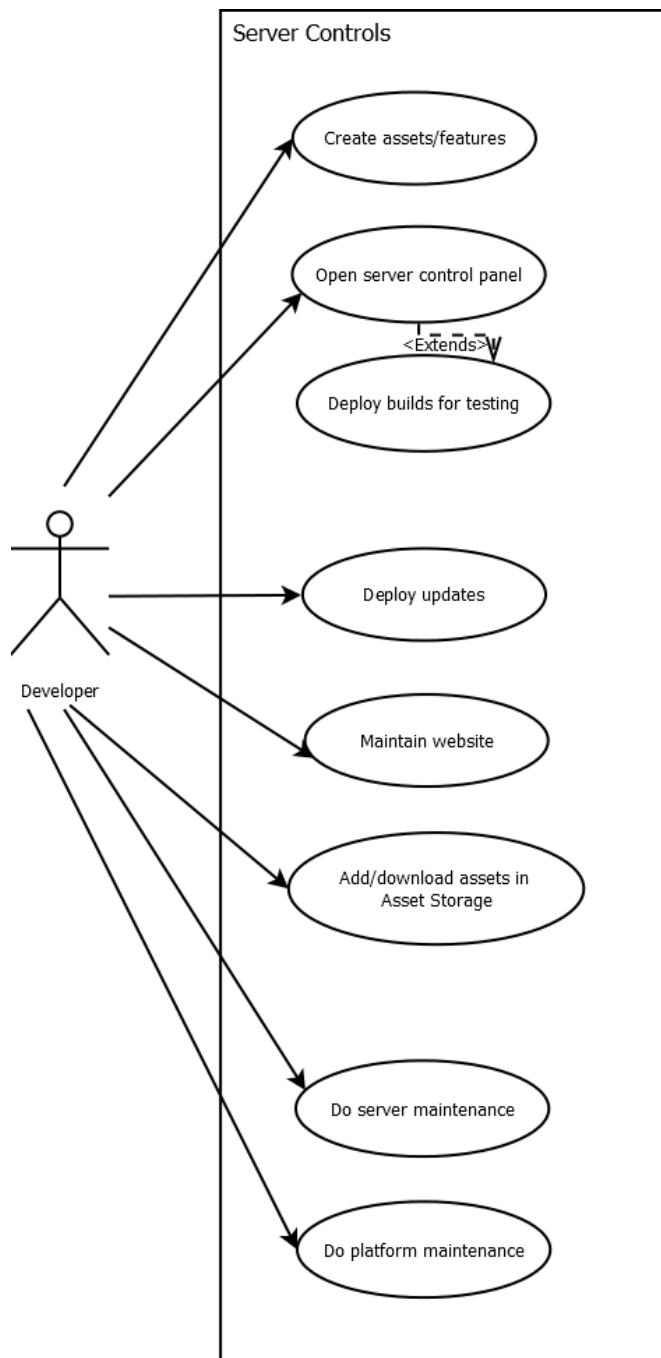 Server Controls
Create assets/features
Open server control panel
<Extends>
Deploy builds for testing
Deploy updates
Developer
Maintain website
Add/download assets in
Asset Storage
Do server maintenance
Do platform maintenance